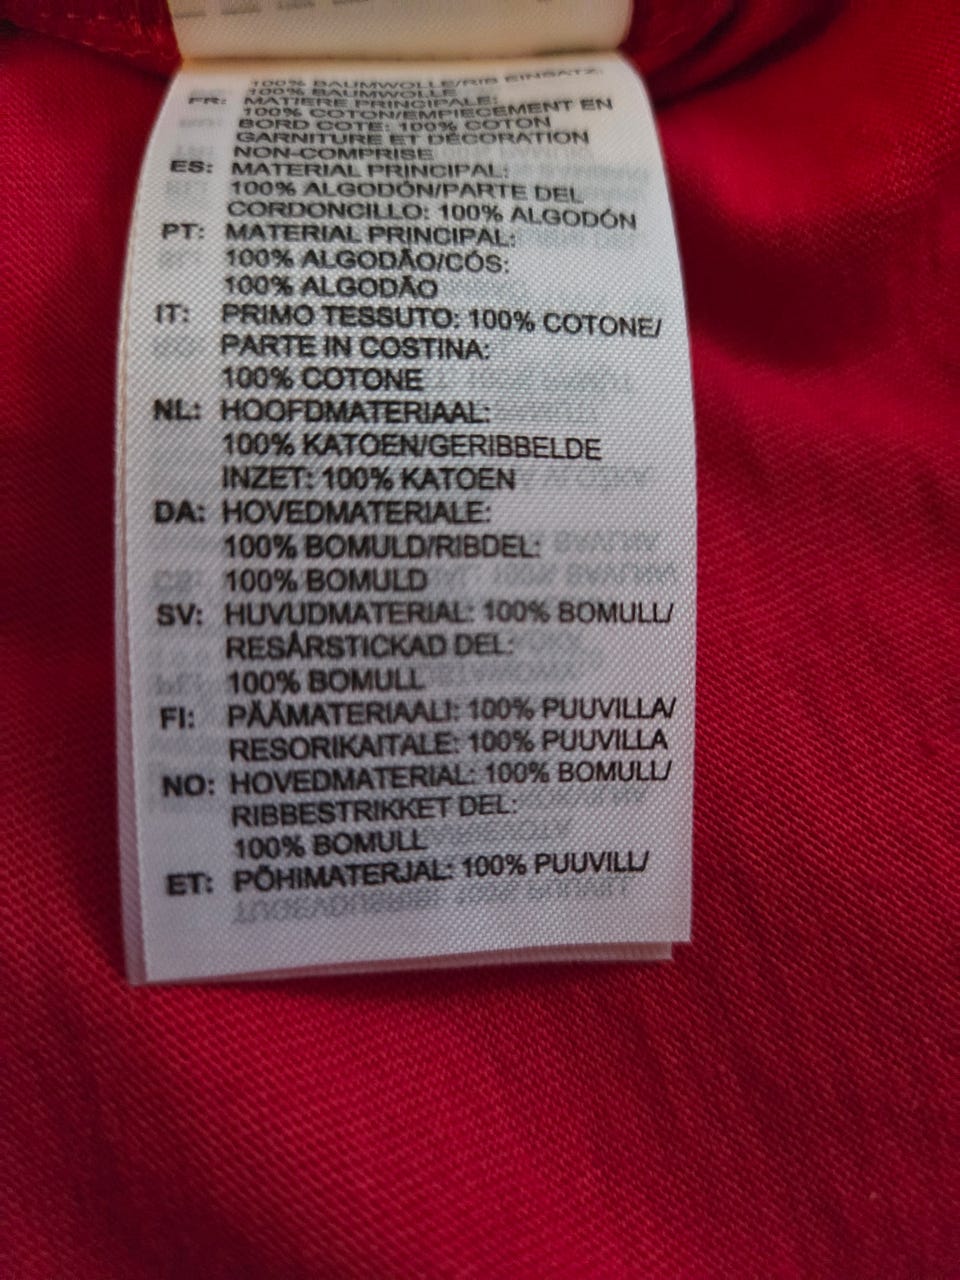 100% BAUMWOLLE/RIB EINSATZ:
100% BAUMWOLLE
FR: MATIERE PRINCIPALE:
100% COTON/EMPIECEMENT EN
BORD COTE: 100% COTON
GARNITURE ET DÉCORATION
NON-COMPRISE
ES: MATERIAL PRINCIPAL:
100% ALGODÓN/PARTE DEL
CORDONCILLO: 100% ALGODÓN
PT: MATERIAL PRINCIPAL:
100% ALGODÃO/CÓS:
100% ALGODÃO
IT: PRIMO TESSUTO: 100% COTONE/
PARTE IN COSTINA:
100% COTONE
NL: HOOFDMATERIAAL:
100% KATOEN/GERIBBELDE
INZET: 100% KATOEN
DA: HOVEDMATERIALE:
100% BOMULD/RIBDEL:
100% BOMULD
SV: HUVUDMATERIAL: 100% BOMULL/
RESÅRSTICKAD DEL:
100% BOMULL
FI: PÄÄMATERIAALI: 100% PUUVILLA/
RESORIKAITALE: 100% PUUVILLA
NO: HOVEDMATERIAL: 100% BOMULL/
RIBBESTRIKKET DEL:
100% BOMULL
ET: PÕHIMATERJAL: 100% PUUVILL/